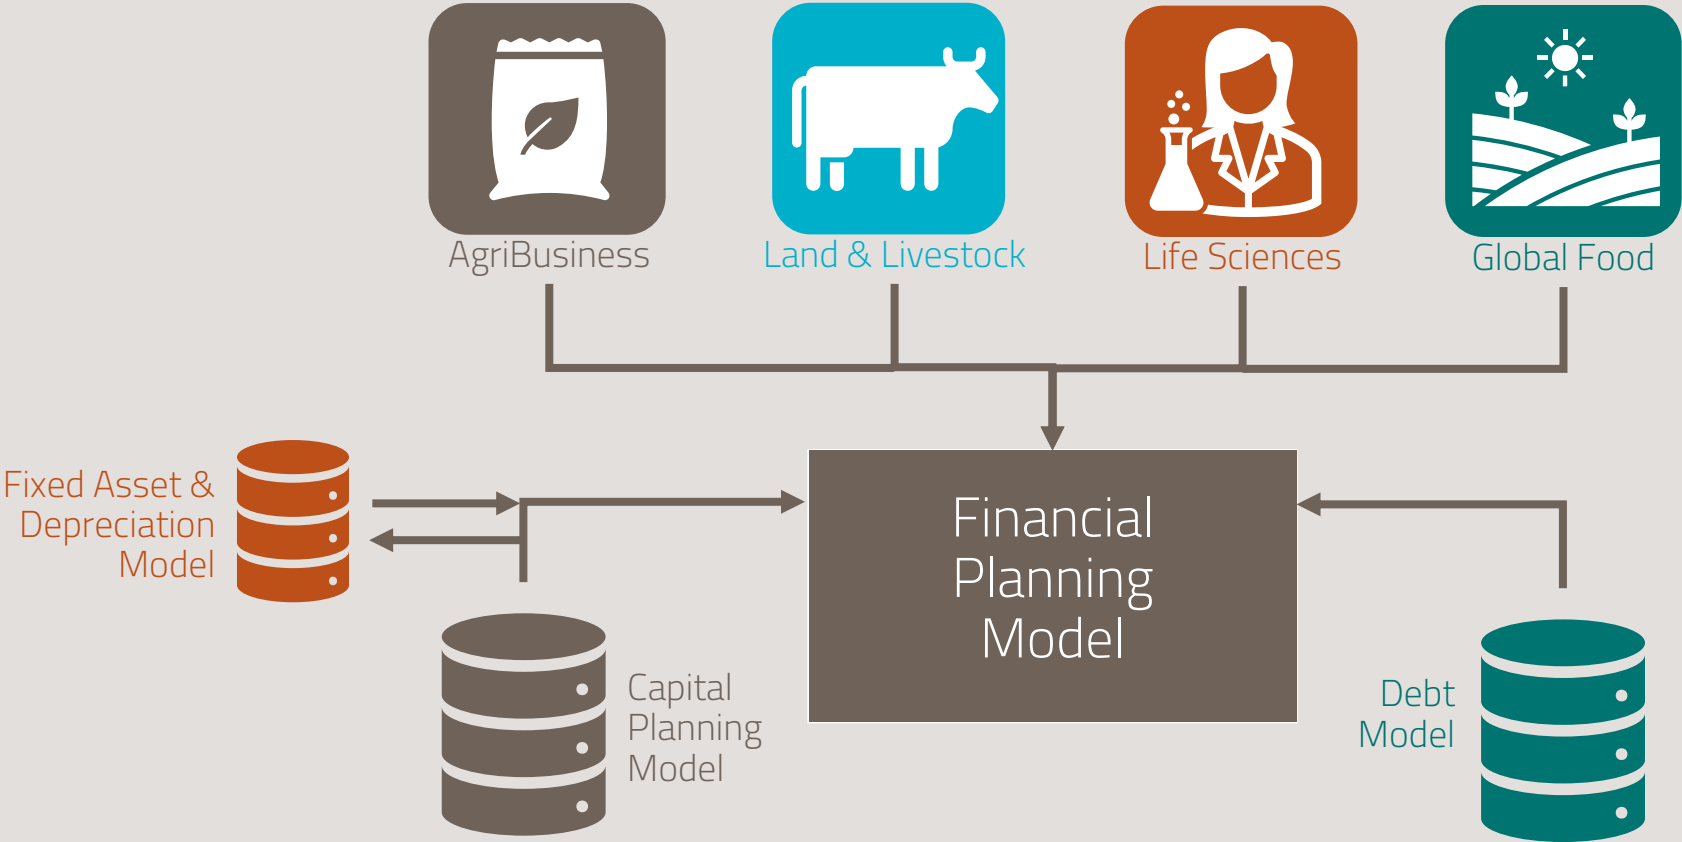 AgriBusiness
Land & Livestock
Life Sciences
Global Food
Fixed Asset &
Depreciation
Model
Financial
Planning
Model
Capital
Planning
Model
Debt
Model